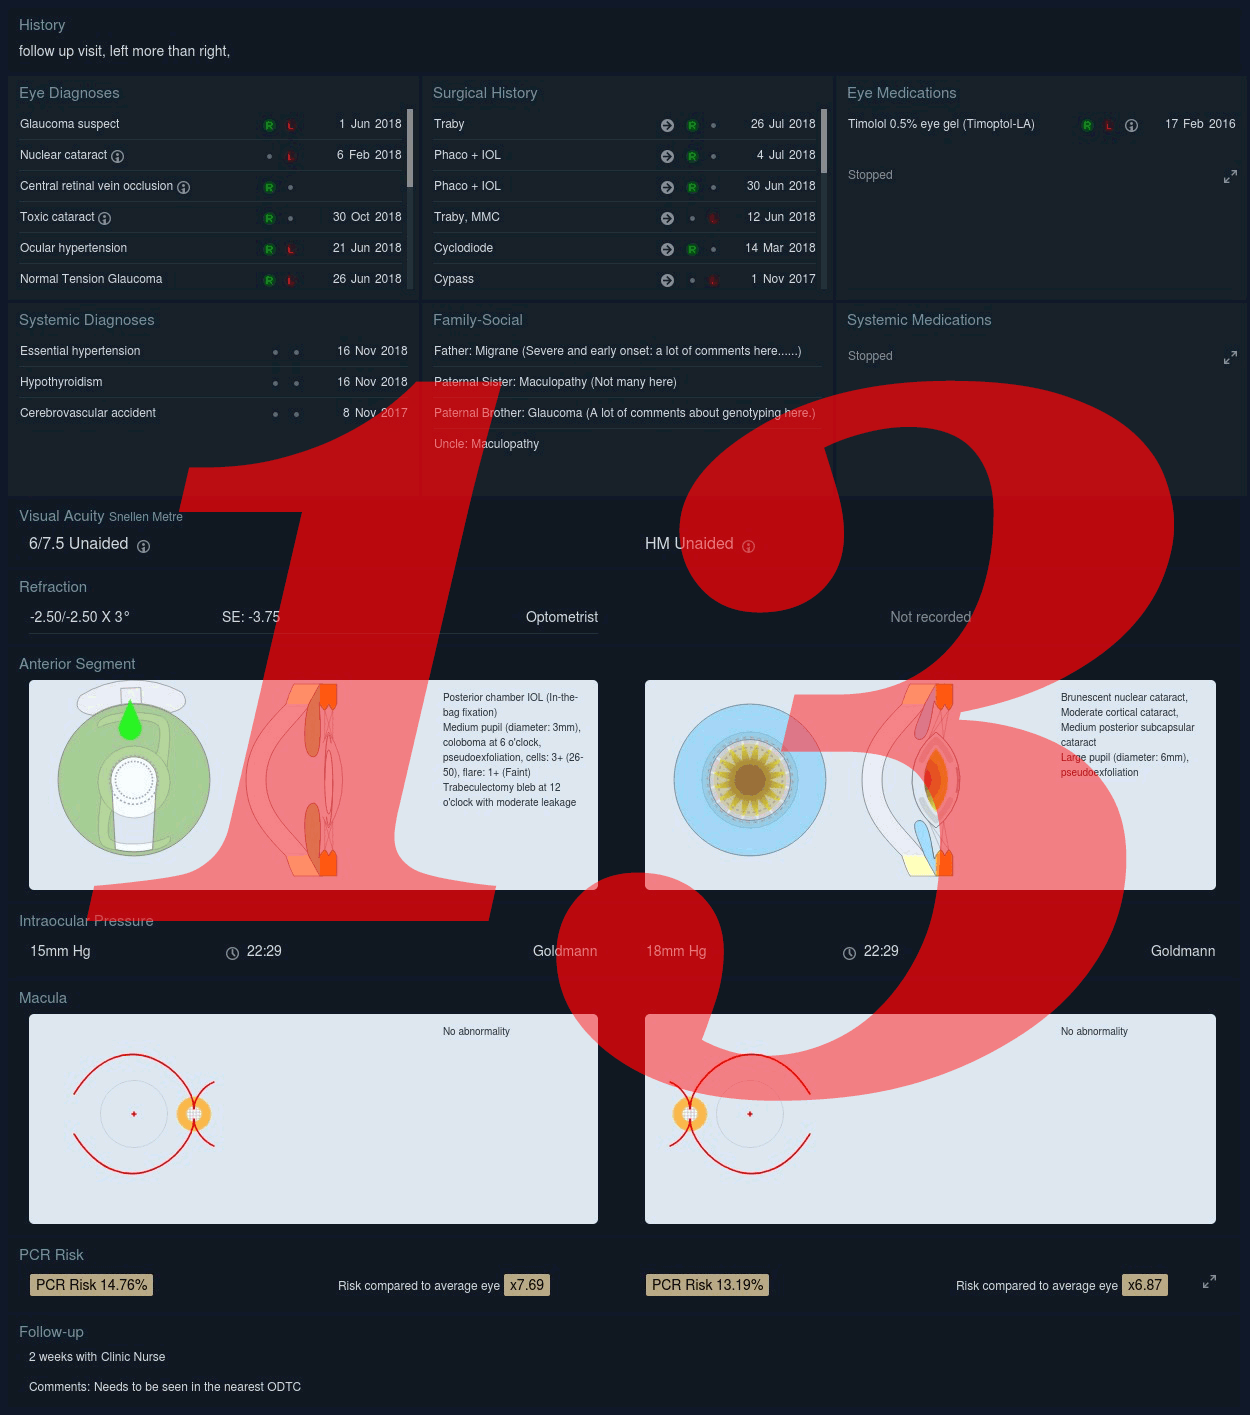 History
follow up visit, left more than right,
Eye Diagnoses
Glaucoma suspect R L 1 Jun 2018
Nuclear cataract L 6 Feb 2018
Central retinal vein occlusion R
Toxic cataract R 30 Oct 2018
Ocular hypertension R L 21 Jun 2018
Normal Tension Glaucoma R L 26 Jun 2018
Surgical History
Traby R 26 Jul 2018
Phaco + IOL R 4 Jul 2018
Phaco + IOL R 30 Jun 2018
Traby, MMC L 12 Jun 2018
Cyclodiode R 14 Mar 2018
Cypass L 1 Nov 2017
Eye Medications
Timolol 0.5% eye gel (Timoptol-LA) R L 17 Feb 2016
Stopped
Systemic Diagnoses
Essential hypertension 16 Nov 2018
Hypothyroidism 16 Nov 2018
Cerebrovascular accident 8 Nov 2017
Family-Social
Father: Migrane (Severe and early onset: a lot of comments here......)
Paternal Sister: Maculopathy (Not many here)
Paternal Brother: Glaucoma (A lot of comments about genotyping here.)
Uncle: Maculopathy
Systemic Medications
Stopped
13
Visual Acuity Snellen Metre
6/7.5 Unaided
HM Unaided
Refraction
-2.50/-2.50 X 3° SE: -3.75 Optometrist
Not recorded
Anterior Segment
Posterior chamber IOL (In-the-
bag fixation)
Medium pupil (diameter: 3mm),
coloboma at 6 o'clock,
pseudoexfoliation, cells: 3+ (26-
50), flare: 1+ (Faint)
Trabeculectomy bleb at 12
o'clock with moderate leakage
Brunescent nuclear cataract,
Moderate cortical cataract,
Medium posterior subcapsular
cataract
Large pupil (diameter: 6mm),
pseudoexfoliation
Intraocular Pressure
15mm Hg 22:29 Goldmann
18mm Hg 22:29 Goldmann
Macula
No abnormality
No abnormality
PCR Risk
PCR Risk 14.76% Risk compared to average eye x7.69
PCR Risk 13.19% Risk compared to average eye x6.87
Follow-up
2 weeks with Clinic Nurse
Comments: Needs to be seen in the nearest ODTC